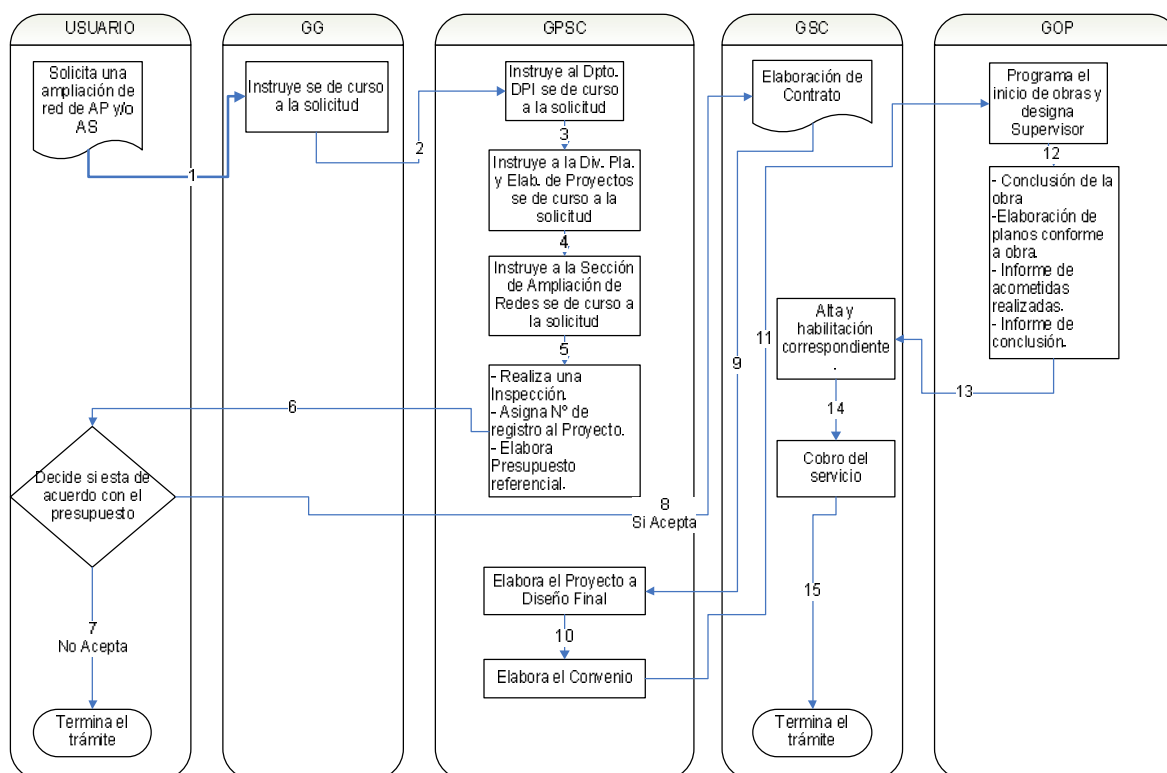 USUARIO
GG
GPSC
GSC
GOP
Solicita una
ampliación de
red de AP y/o
AS
1
Instruye se de curso
a la solicitud
2
Instruye al Dpto.
DPI se de curso
a la solicitud
3
Instruye a la Div. Pla.
y Elab. de Proyectos
se de curso a la
solicitud
4
Instruye a la Sección
de Ampliación de
Redes se de curso a
la solicitud
5
- Realiza una
Inspección.
- Asigna Nº de
registro al Proyecto.
- Elabora
Presupuesto
referencial.
6
Decide si esta de
acuerdo con el
presupuesto
7
No Acepta
Termina el
trámite
8
Si Acepta
Elaboración de
Contrato
9
Elabora el Proyecto a
Diseño Final
10
Elabora el Convenio
11
Programa el
inicio de obras y
designa
Supervisor
12
- Conclusión de la
obra
-Elaboración de
planos conforme
a obra.
- Informe de
acometidas
realizadas.
- Informe de
conclusión.
13
Alta y
habilitación
correspondiente
.
14
Cobro del
servicio
15
Termina el
trámite